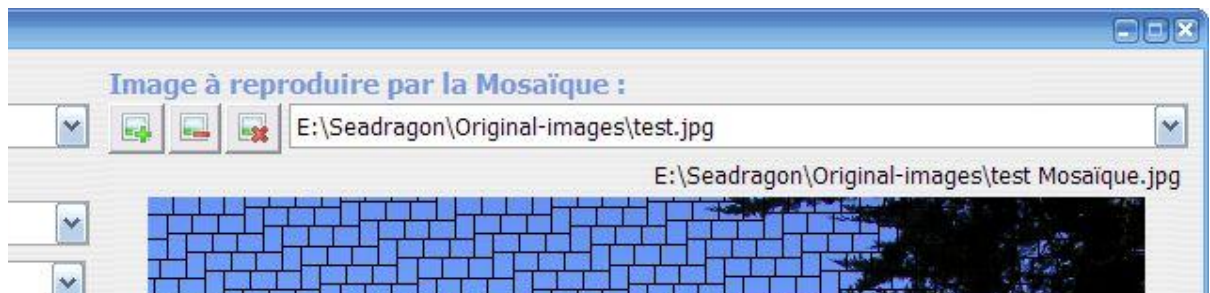 Image à reproduire par la Mosaïque :
E:\Seadragon\Original-images\test.jpg
E:\Seadragon\Original-images\test Mosaïque.jpg